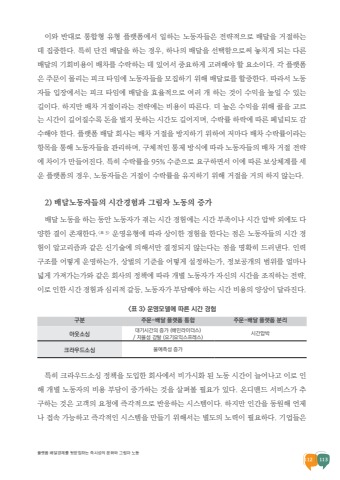 이와 반대로 통합형 유형 플랫폼에서 일하는 노동자들은 전략적으로 배달을 거절하는
데 집중한다. 특히 단건 배달을 하는 경우, 하나의 배달을 선택함으로써 놓치게 되는 다른
배달의 기회비용이 배차를 수락하는 데 있어서 중요하게 고려해야 할 요소이다. 각 플랫폼
은 주문이 몰리는 피크 타임에 노동자들을 모집하기 위해 배달료를 할증한다. 따라서 노동
자들 입장에서는 피크 타임에 배달을 효율적으로 여러 개 하는 것이 수익을 높일 수 있는
길이다. 하지만 배차 거절이라는 전략에는 비용이 따른다. 더 높은 수익을 위해 콜을 고르
는 시간이 길어질수록 돈을 벌지 못하는 시간도 길어지며, 수락률 하락에 따른 페널티도 감
수해야 한다. 플랫폼 배달 회사는 배차 거절을 방지하기 위하여 저마다 배차 수락률이라는
항목을 통해 노동자들을 관리하며, 구체적인 통제 방식에 따라 노동자들의 배차 거절 전략
에 차이가 만들어진다. 특히 수락률을 95% 수준으로 요구하면서 이에 따른 보상체계를 세
운 플랫폼의 경우, 노동자들은 거절이 수락률을 유지하기 위해 거절을 거의 하지 않는다.
2) 배달노동자들의 시간경험과 그림자 노동의 증가
배달 노동을 하는 동안 노동자가 겪는 시간 경험에는 시간 부족이나 시간 압박 외에도 다
양한 결이 존재한다. 운영유형에 따라 상이한 경험을 한다는 점은 노동자들의 시간 경
험이 알고리즘과 같은 신기술에 의해서만 결정되지 않는다는 점을 명확히 드러낸다. 인력
구조를 어떻게 운영하는가, 상벌의 기준을 어떻게 설정하는가, 정보공개의 범위를 얼마나
넓게 가져가는가와 같은 회사의 정책에 따라 개별 노동자가 자신의 시간을 조직하는 전략,
이로 인한 시간 경험과 심리적 갈등, 노동자가 부담해야 하는 시간 비용의 양상이 달라진다.
<표 3> 운영모델에 따른 시간 경험
구분 주문-배달 플랫폼 통합 주문-배달 플랫폼 분리
아웃소싱 대기시간의 증가 (배민라이더스) / 자율성 강탈 (요기요익스프레스) 시간압박
크라우드소싱 불예측성 증가
특히 크라우드소싱 정책을 도입한 회사에서 비가시화 된 노동 시간이 늘어나고 이로 인
해 개별 노동자의 비용 부담이 증가하는 것을 살펴볼 필요가 있다. 온디맨드 서비스가 추
구하는 것은 고객의 요청에 즉각적으로 반응하는 시스템이다. 하지만 인간을 동원해 언제
나 접속 가능하고 즉각적인 시스템을 만들기 위해서는 별도의 노력이 필요하다. 기업들은
112 113